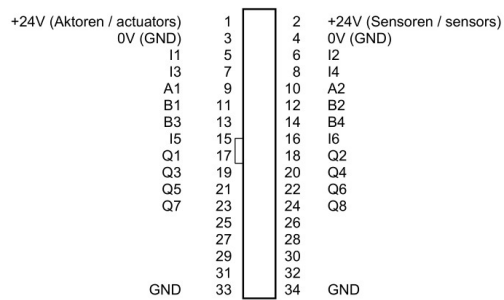 +24V (Aktoren / actuators) 1 2 +24V (Sensoren / sensors)
0V (GND) 3 4 0V (GND)
I1 5 6 I2
I3 7 8 I4
A1 9 10 A2
B1 11 12 B2
B3 13 14 B4
I5 15 16 I6
Q1 17 18 Q2
Q3 19 20 Q4
Q5 21 22 Q6
Q7 23 24 Q8
25 26
27 28
29 30
31 32
GND 33 34 GND